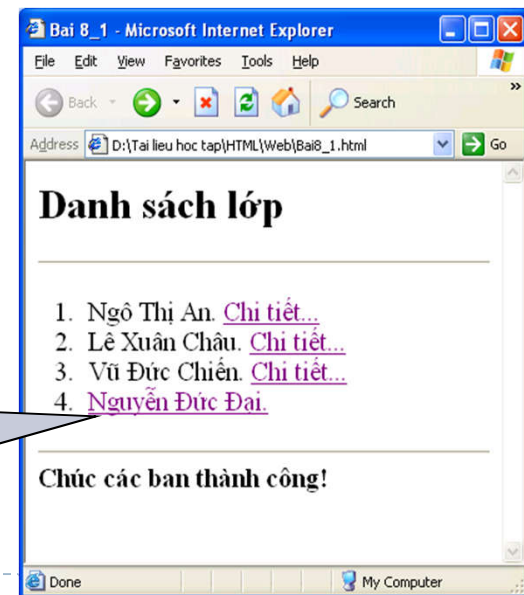 Bai 8_1 - Microsoft Internet Explorer
File Edit View Favorites Tools Help
Back Search »
Address D:\Tai lieu hoc tap\HTML\Web\Bai8_1.html Go
Danh sách lớp
1. Ngô Thị An. Chi tiết...
2. Lê Xuân Châu. Chi tiết...
3. Vũ Đức Chiến. Chi tiết...
4. Nguyễn Đức Đại.
Chúc các ban thành công!
Done My Computer